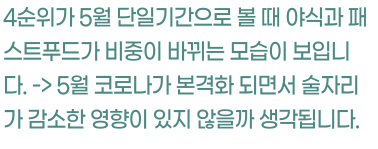 4순위가 5월 단일기간으로 볼 때 야식과 패
스트푸드가 비중이 바뀌는 모습이 보입니
다. -> 5월 코로나가 본격화 되면서 술자리
가 감소한 영향이 있지 않을까 생각됩니다.